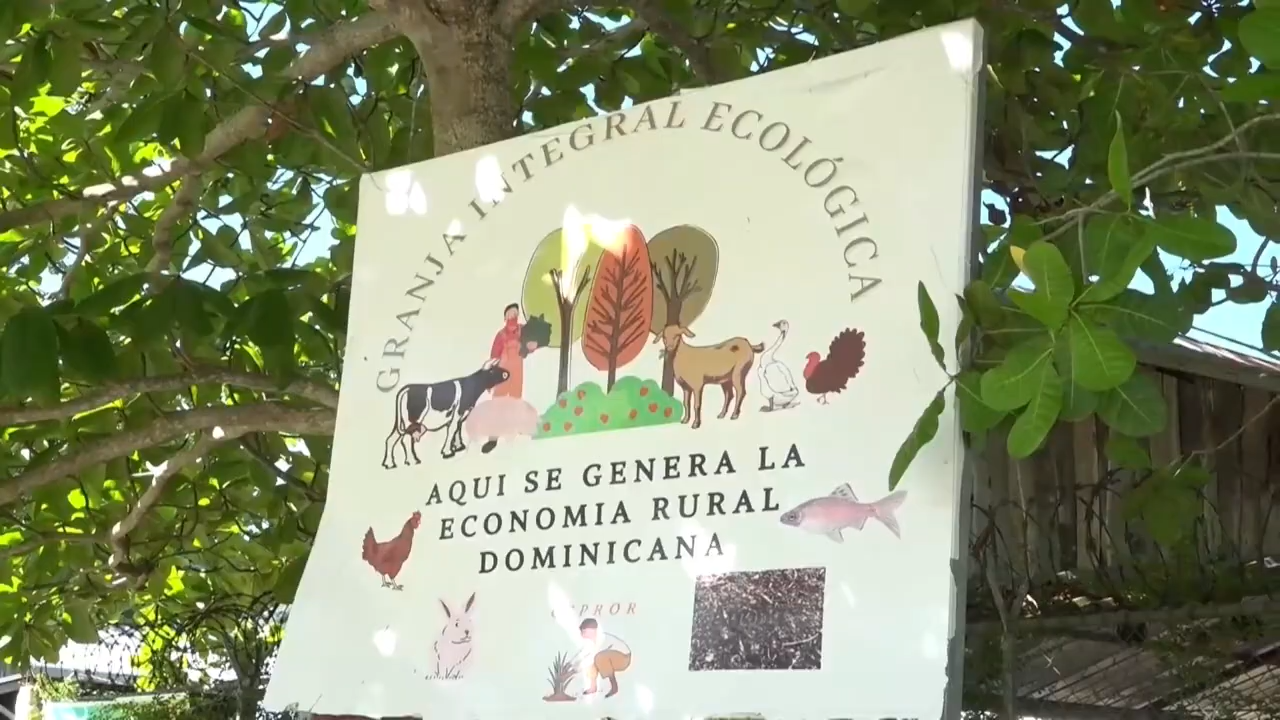 GRANJA INTEGRAL ECOLÓGICA
AQUI SE GENERA LA
ECONOMIA RURAL
DOMINICANA